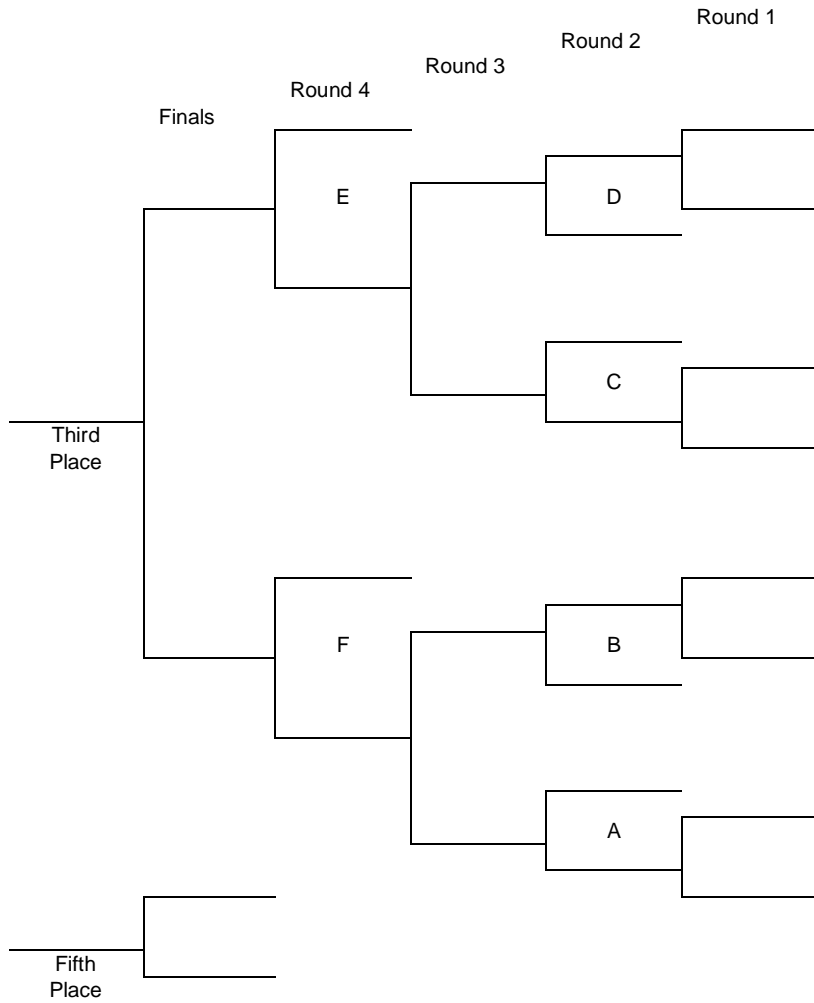 Round 1
Round 2
Round 3
Round 4
Finals
E
D
C
Third
Place
F
B
A
Fifth
Place